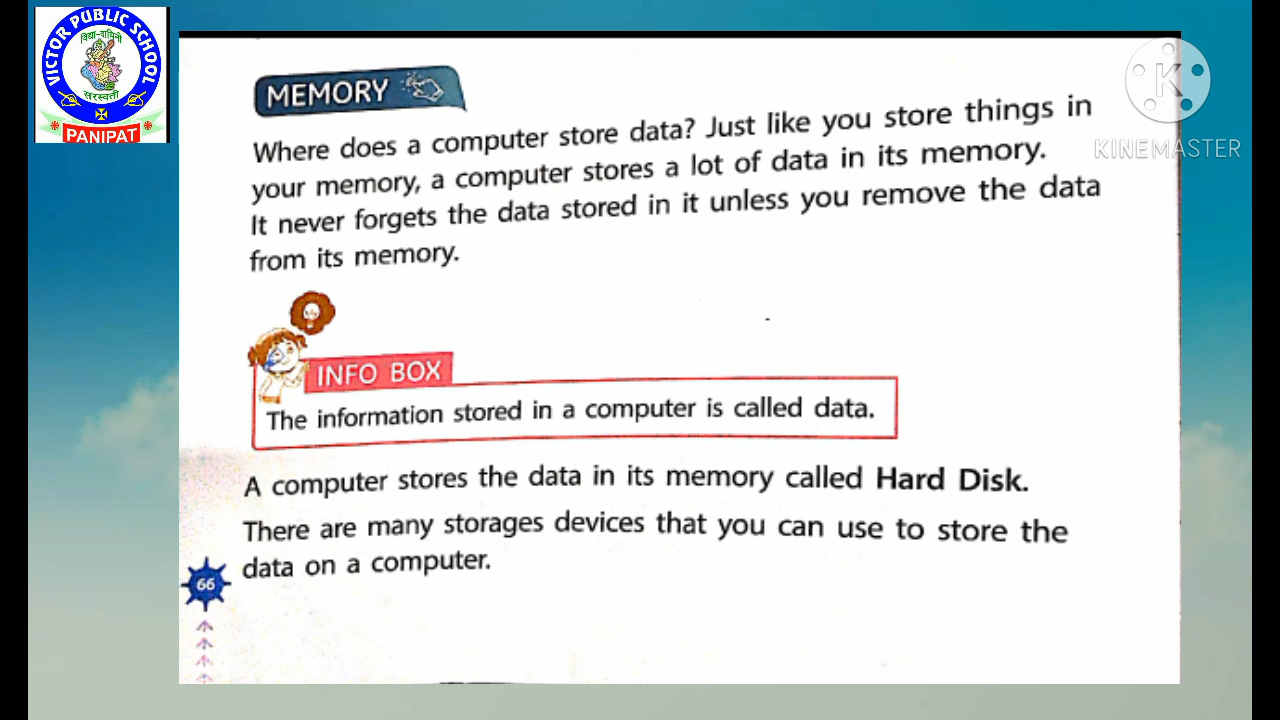 VICTOR PUBLIC SCHOOL
विद्या-दायिनी
सरस्वती
PANIPAT
K
KINEMASTER
MEMORY
Where does a computer store data? Just like you store things in
your memory, a computer stores a lot of data in its memory.
It never forgets the data stored in it unless you remove the data
from its memory.
INFO BOX
The information stored in a computer is called data.
A computer stores the data in its memory called Hard Disk.
There are many storages devices that you can use to store the
data on a computer.
66